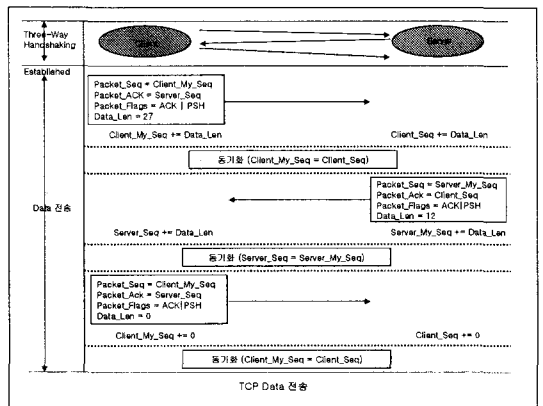 Three-Way
Handshaking
Client
Server
Established
Packet_Seq = Client_My_Seq
Packet_ACK = Server_Seq
Packet_Flags = ACK | PSH
Data_Len = 27
Client_My_Seq += Data_Len
Client_Seq += Data_Len
동기화 (Client_My_Seq = Client_Seq)
Packet_Seq = Server_My_Seq
Packet_Ack = Client_Seq
Packet_Flags = ACK|PSH
Data_Len = 12
Data 전송
Server_Seq += Data_Len
Server_My_Seq += Data_Len
동기화 (Server_Seq = Server_My_Seq)
Packet_Seq = Client_My_Seq
Packet_Ack = Server_Seq
Packet_Flags = ACK|PSH
Data_Len = 0
Client_My_Seq += 0
Client_Seq += 0
동기화 (Client_My_Seq = Client_Seq)
TCP Data 전송